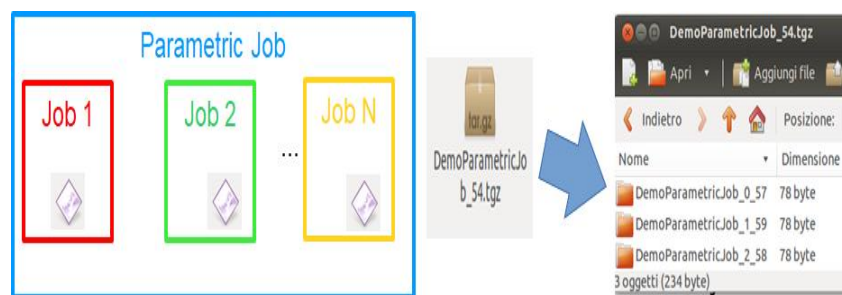 Parametric Job
Job 1
Job 2
...
Job N
tar.gz
DemoParametricJo
b_54.tgz
DemoParametricJob_54.tgz
Apri
Aggiungi file
Indietro
Posizione:
Nome
Dimensione
DemoParametricJob_0_57 78 byte
DemoParametricJob_1_59 78 byte
DemoParametricJob_2_58 78 byte
3 oggetti (234 byte)